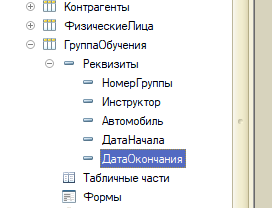 Контрагенты
ФизическиеЛица
ГруппаОбучения
Реквизиты
НомерГруппы
Инструктор
Автомобиль
ДатаНачала
ДатаОкончания
Табличные части
Формы